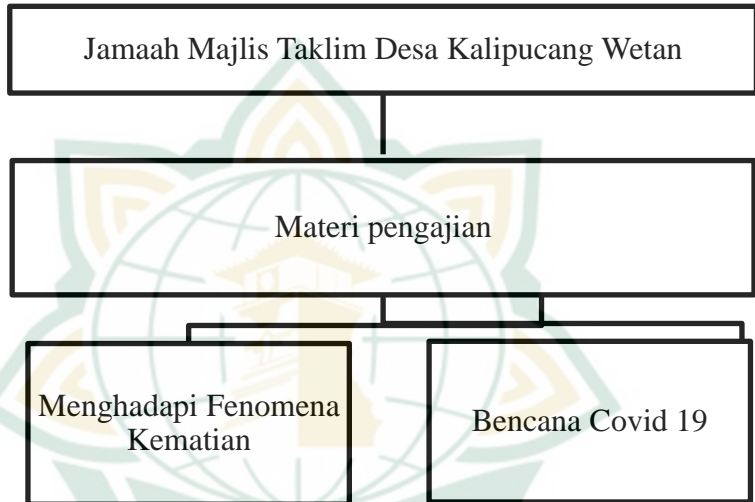 Jamaah Majlis Taklim Desa Kalipucang Wetan
Materi pengajian
Menghadapi Fenomena
Kematian
Bencana Covid 19